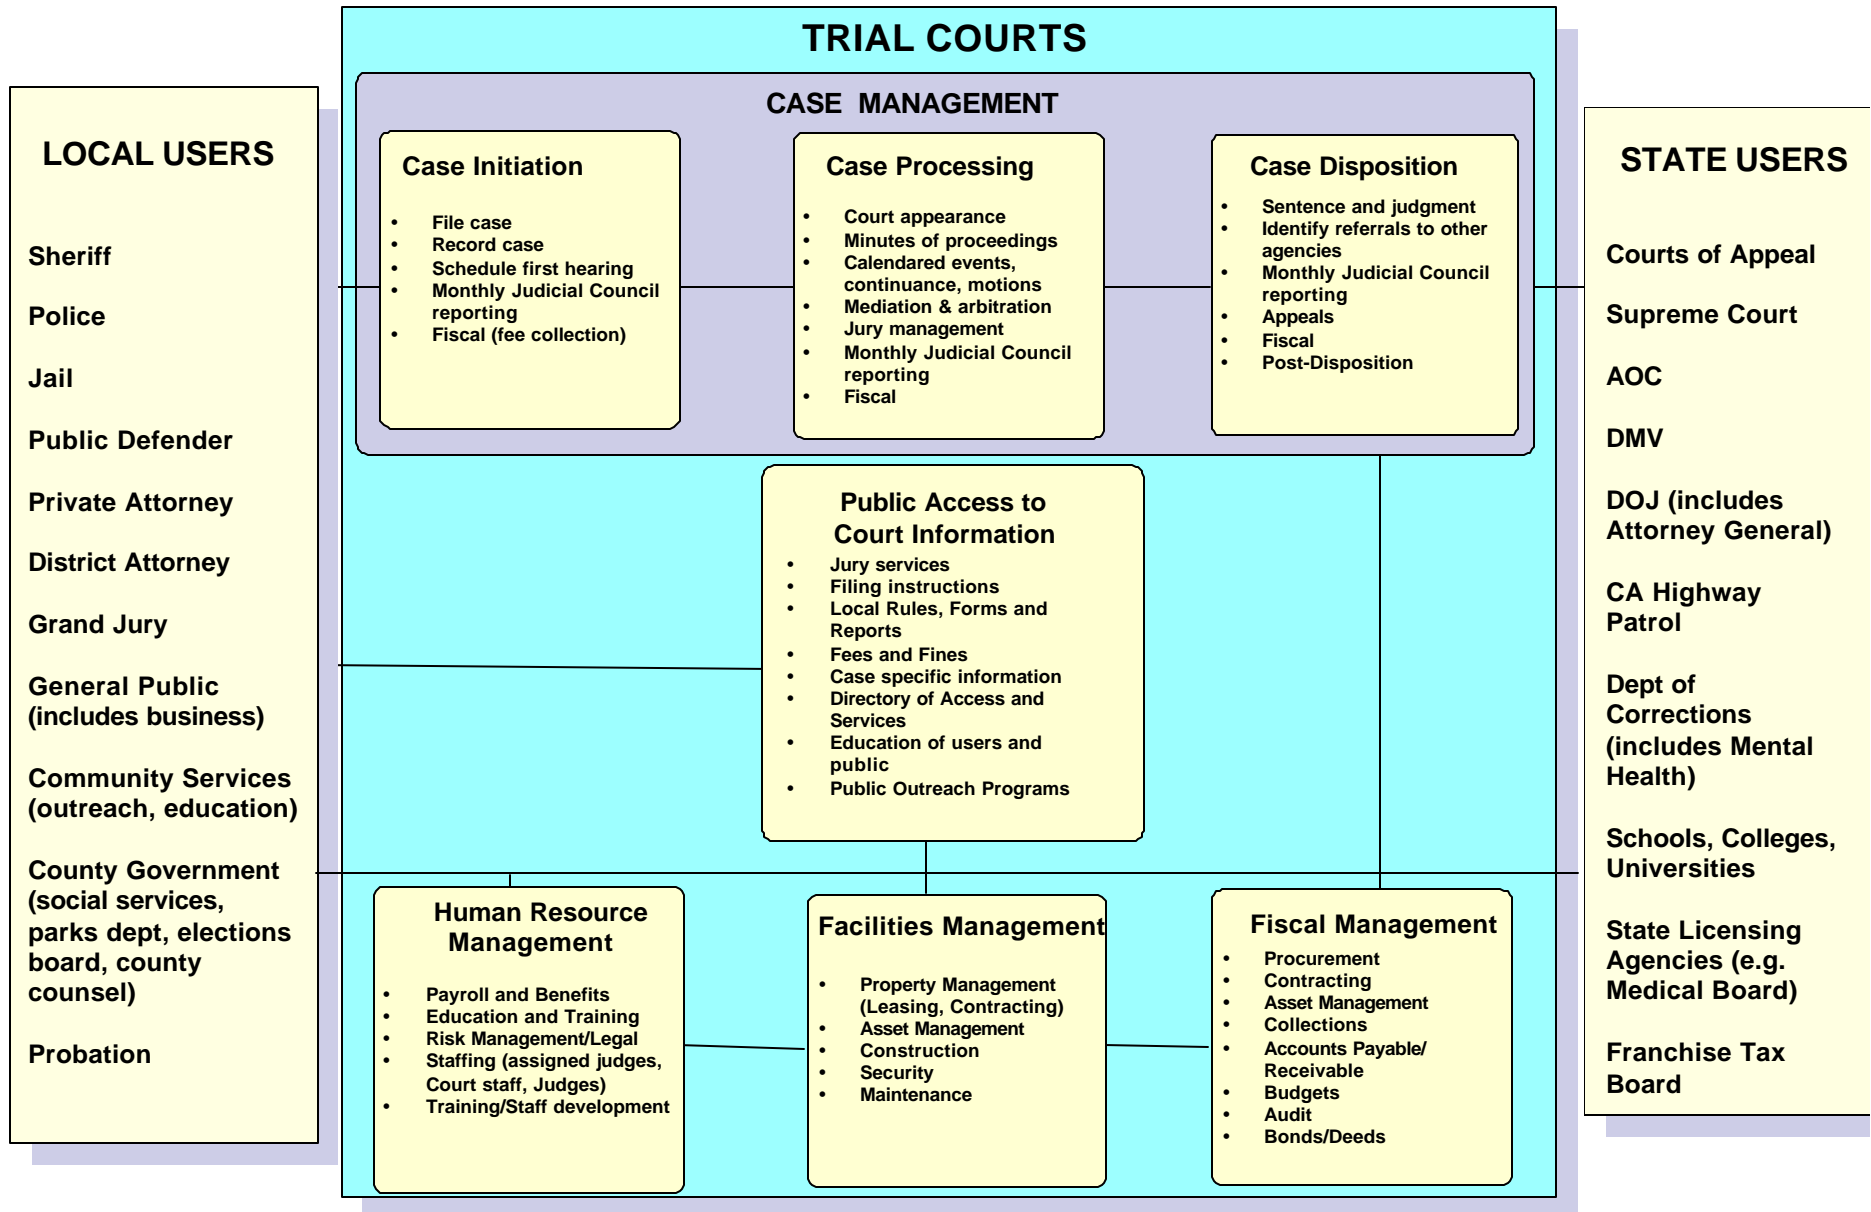 TRIAL COURTS
CASE MANAGEMENT
LOCAL USERS
Sheriff
Police
Jail
Public Defender
Private Attorney
District Attorney
Grand Jury
General Public
(includes business)
Community Services
(outreach, education)
County Government
(social services,
parks dept, elections
board, county
counsel)
Probation
Case Initiation
• File case
• Record case
• Schedule first hearing
• Monthly Judicial Council
reporting
• Fiscal (fee collection)
Case Processing
• Court appearance
• Minutes of proceedings
• Calendared events,
continuance, motions
• Mediation & arbitration
• Jury management
• Monthly Judicial Council
reporting
• Fiscal
Case Disposition
• Sentence and judgment
• Identify referrals to other
agencies
• Monthly Judicial Council
reporting
• Appeals
• Fiscal
• Post-Disposition
Public Access to
Court Information
• Jury services
• Filing instructions
• Local Rules, Forms and
Reports
• Fees and Fines
• Case specific information
• Directory of Access and
Services
• Education of users and
public
• Public Outreach Programs
Human Resource
Management
• Payroll and Benefits
• Education and Training
• Risk Management/Legal
• Staffing (assigned judges,
Court staff, Judges)
• Training/Staff development
Facilities Management
• Property Management
(Leasing, Contracting)
• Asset Management
• Construction
• Security
• Maintenance
Fiscal Management
• Procurement
• Contracting
• Asset Management
• Collections
• Accounts Payable/
Receivable
• Budgets
• Audit
• Bonds/Deeds
STATE USERS
Courts of Appeal
Supreme Court
AOC
DMV
DOJ (includes
Attorney General)
CA Highway
Patrol
Dept of
Corrections
(includes Mental
Health)
Schools, Colleges,
Universities
State Licensing
Agencies (e.g.
Medical Board)
Franchise Tax
Board